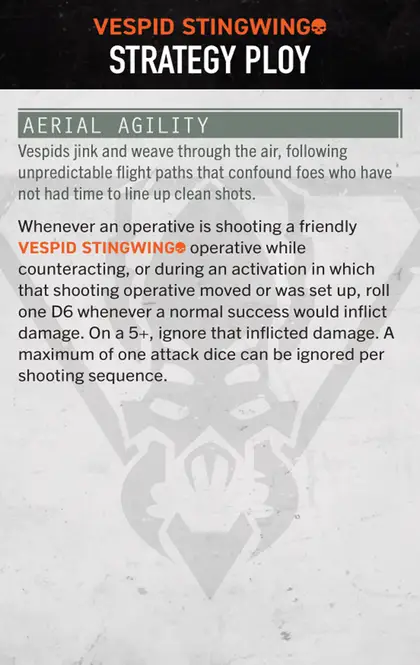 VESPID STINGWING
STRATEGY PLOY
AERIAL AGILITY
Vespids jink and weave through the air, following
unpredictable flight paths that confound foes who have
not had time to line up clean shots.
Whenever an operative is shooting a friendly
VESPID STINGWING operative while
counteracting, or during an activation in which
that shooting operative moved or was set up, roll
one D6 whenever a normal success would inflict
damage. On a 5+, ignore that inflicted damage. A
maximum of one attack dice can be ignored per
shooting sequence.